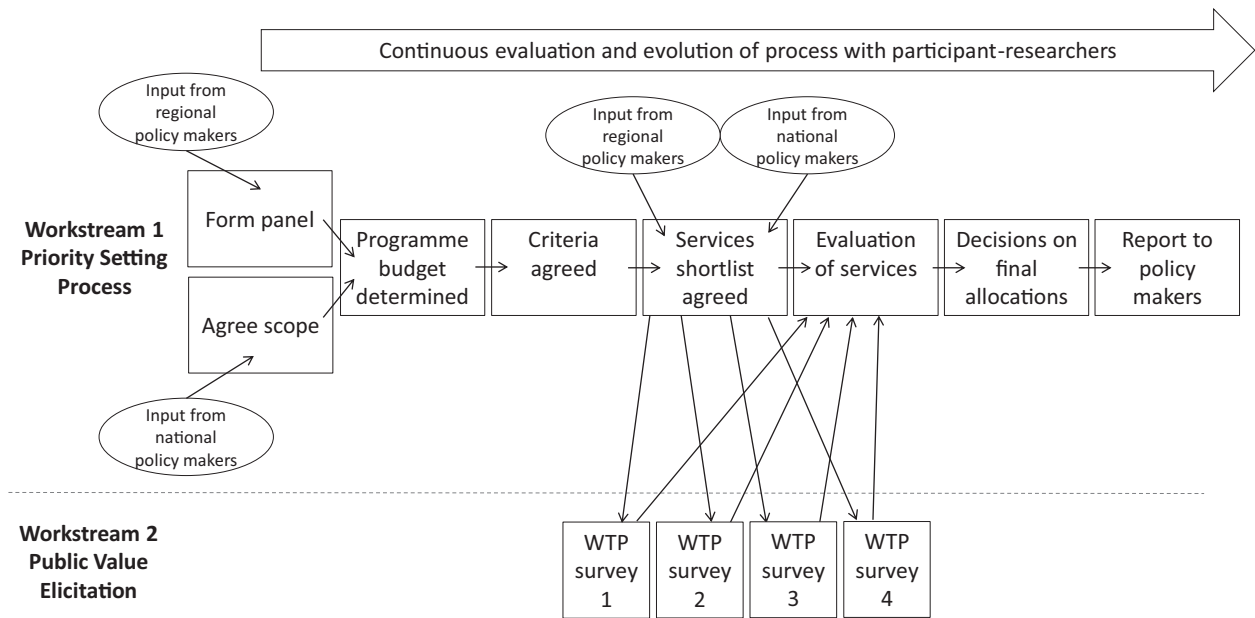 Continuous evaluation and evolution of process with participant-researchers
Input from
regional
policy makers
Input from
regional
policy makers
Input from
national
policy makers
Workstream 1
Priority Setting
Process
Form panel
Agree scope
Programme
budget
determined
Criteria
agreed
Services
shortlist
agreed
Evaluation
of services
Decisions on
final
allocations
Report to
policy
makers
Input from
national
policy makers
Workstream 2
Public Value
Elicitation
WTP
survey
1
WTP
survey
2
WTP
survey
3
WTP
survey
4